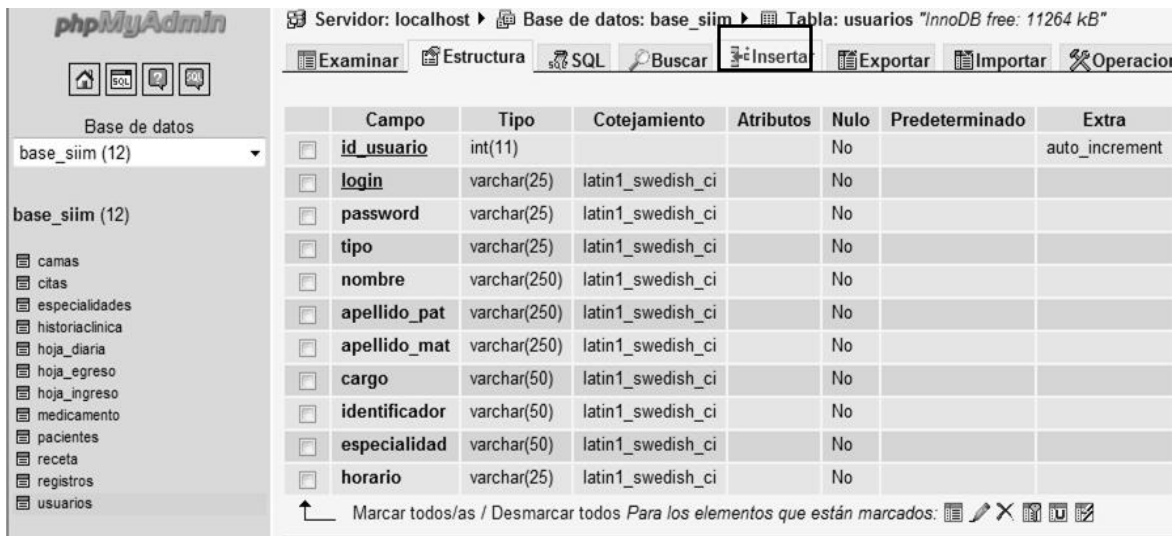 phpMyAdmin
SQL ? SQL
Base de datos
base_siim (12)
base_siim (12)
camas
citas
especialidades
historiaclinica
hoja_diaria
hoja_egreso
hoja_ingreso
medicamento
pacientes
receta
registros
usuarios
Servidor: localhost ▸ Base de datos: base_siim ▸ Tabla: usuarios "InnoDB free: 11264 kB"
Examinar Estructura SQL Buscar Insertar Exportar Importar Operacion
Campo Tipo Cotejamiento Atributos Nulo Predeterminado Extra
id_usuario int(11) No auto_increment
login varchar(25) latin1_swedish_ci No
password varchar(25) latin1_swedish_ci No
tipo varchar(25) latin1_swedish_ci No
nombre varchar(250) latin1_swedish_ci No
apellido_pat varchar(250) latin1_swedish_ci No
apellido_mat varchar(250) latin1_swedish_ci No
cargo varchar(50) latin1_swedish_ci No
identificador varchar(50) latin1_swedish_ci No
especialidad varchar(50) latin1_swedish_ci No
horario varchar(25) latin1_swedish_ci No
Marcar todos/as / Desmarcar todos Para los elementos que están marcados: